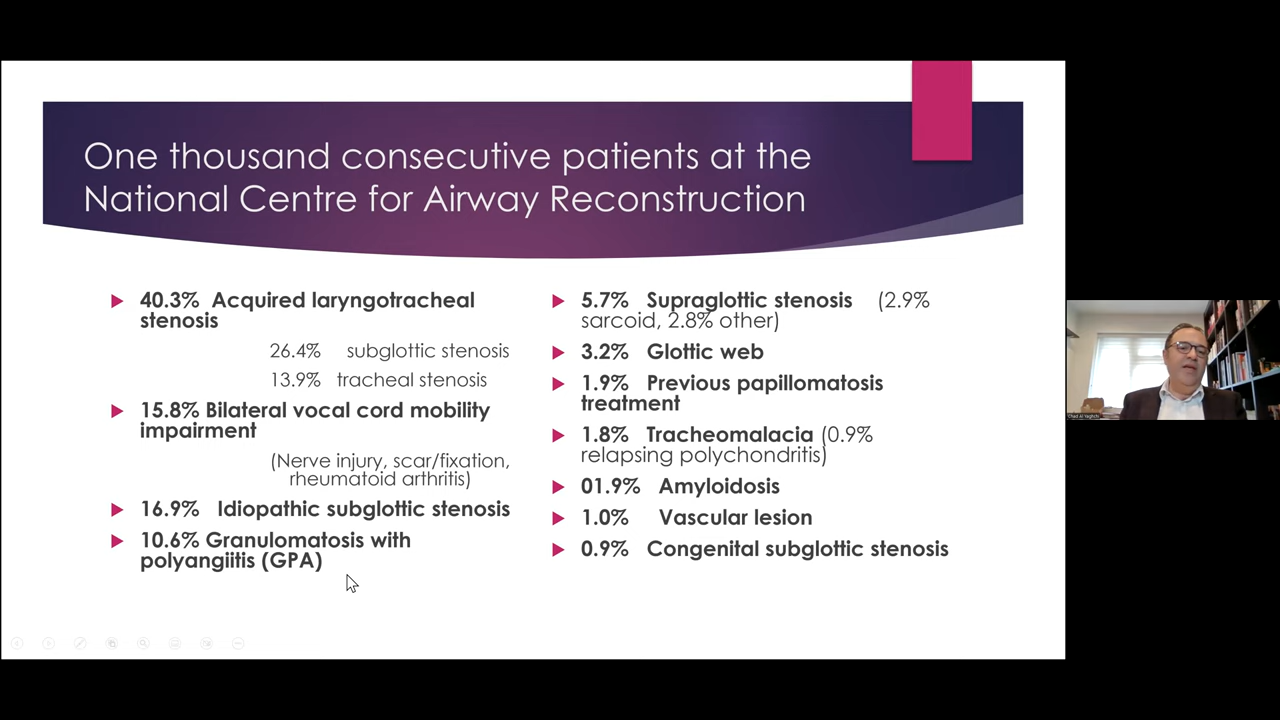 One thousand consecutive patients at the
National Centre for Airway Reconstruction
40.3% Acquired laryngotracheal
stenosis
26.4% subglottic stenosis
13.9% tracheal stenosis
15.8% Bilateral vocal cord mobility
impairment
(Nerve injury, scar/fixation,
rheumatoid arthritis)
16.9% Idiopathic subglottic stenosis
10.6% Granulomatosis with
polyangiitis (GPA)
5.7% Supraglottic stenosis (2.9%
sarcoid, 2.8% other)
3.2% Glottic web
1.9% Previous papillomatosis
treatment
1.8% Tracheomalacia (0.9%
relapsing polychondritis)
01.9% Amyloidosis
1.0% Vascular lesion
0.9% Congenital subglottic stenosis